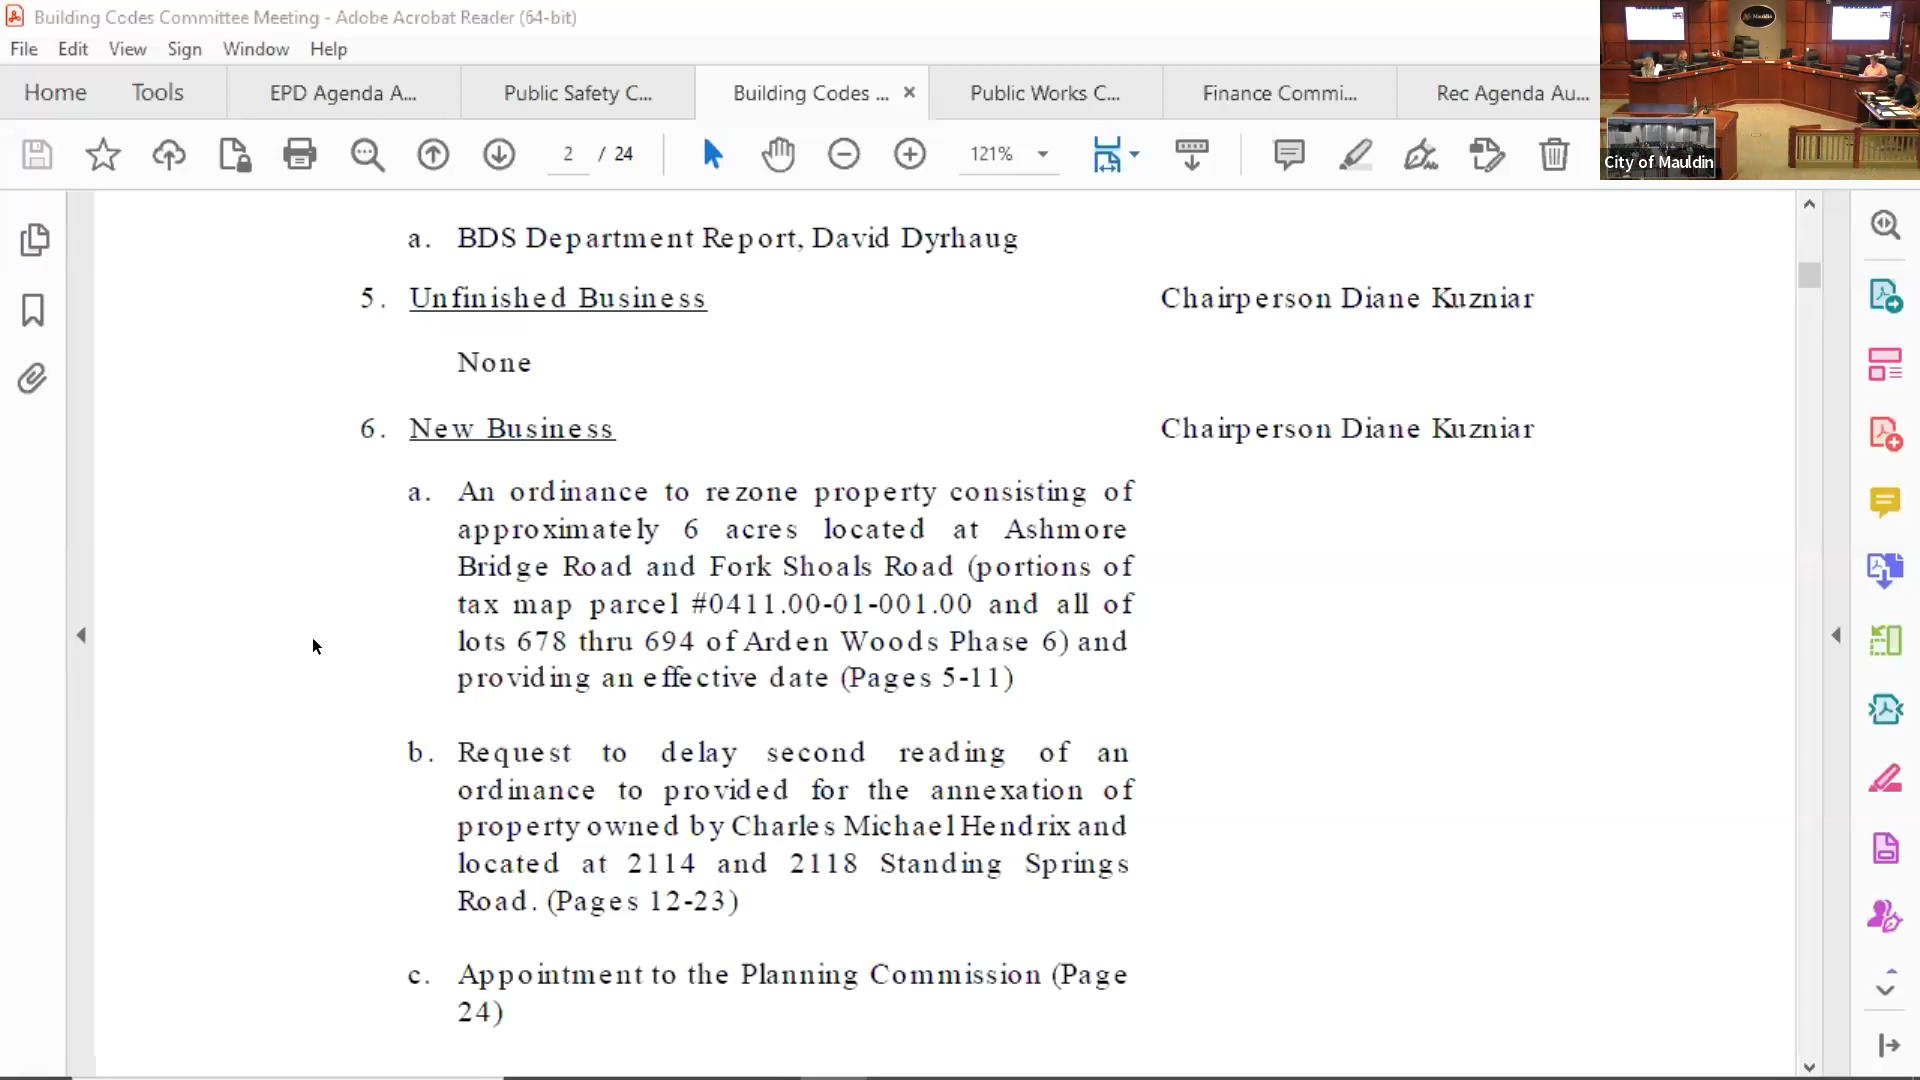 Building Codes Committee Meeting - Adobe Acrobat Reader (64-bit)
File Edit View Sign Window Help
Home Tools EPD Agenda A... Public Safety C... Building Codes ... Public Works C... Finance Commi... Rec Agenda Au...
2 / 24 121%
Mauldin
City of Mauldin
a. BDS Department Report, David Dyrhaug
5. Unfinished Business Chairperson Diane Kuzniar
None
6. New Business Chairperson Diane Kuzniar
a. An ordinance to rezone property consisting of
approximately 6 acres located at Ashmore
Bridge Road and Fork Shoals Road (portions of
tax map parcel #0411.00-01-001.00 and all of
lots 678 thru 694 of Arden Woods Phase 6) and
providing an effective date (Pages 5-11)
b. Request to delay second reading of an
ordinance to provided for the annexation of
property owned by Charles Michael Hendrix and
located at 2114 and 2118 Standing Springs
Road. (Pages 12-23)
c. Appointment to the Planning Commission (Page
24)